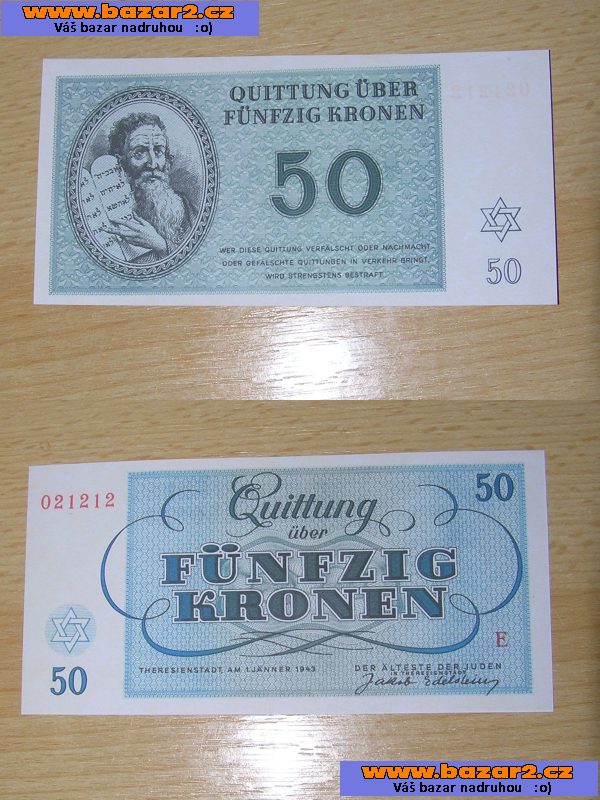 www.bazar2.cz
Váš bazar nadruhou :o)
QUITTUNG ÜBER
FÜNFZIG KRONEN
50
WER DIESE QUITTUNG VERFÄLSCHT ODER NACHMACHT
ODER GEFÄLSCHTE QUITTUNGEN IN VERKEHR BRINGT,
WIRD STRENGSTENS BESTRAFT.
50
021212
Quittung
über
FÜNFZIG
KRONEN
50
E
50
THERESIENSTADT, AM 1. JÄNNER 1943
DER ÄLTESTE DER JUDEN
IN THERESIENSTADT
Jakob Edelstein
www.bazar2.cz
Váš bazar nadruhou :o)